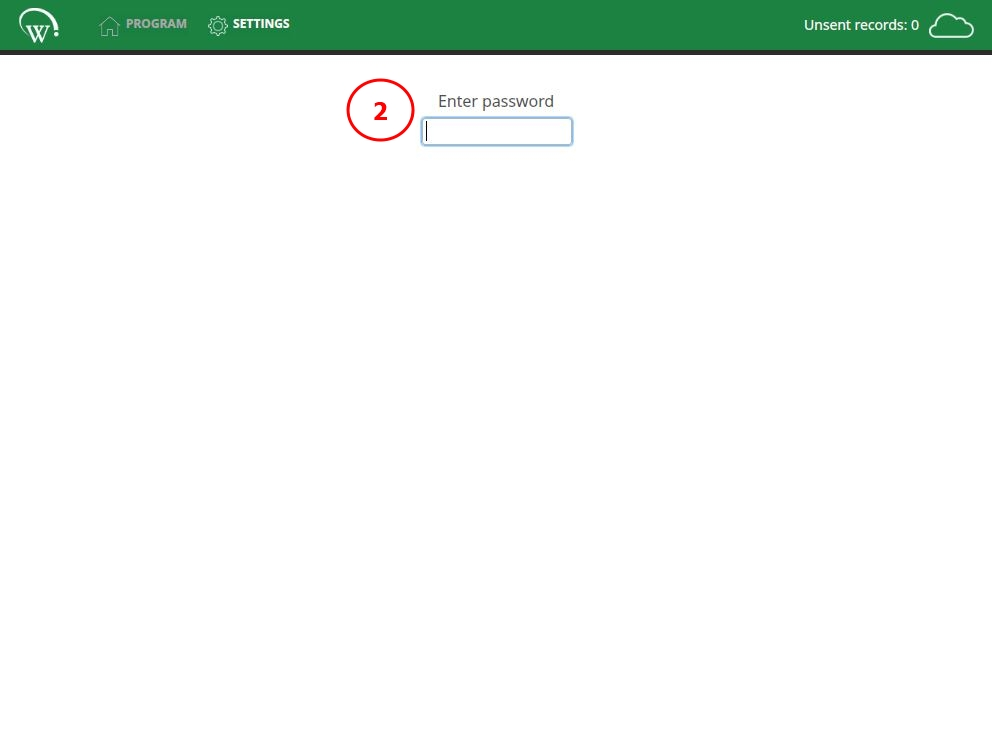 W
PROGRAM
SETTINGS
Unsent records: 0
2
Enter password